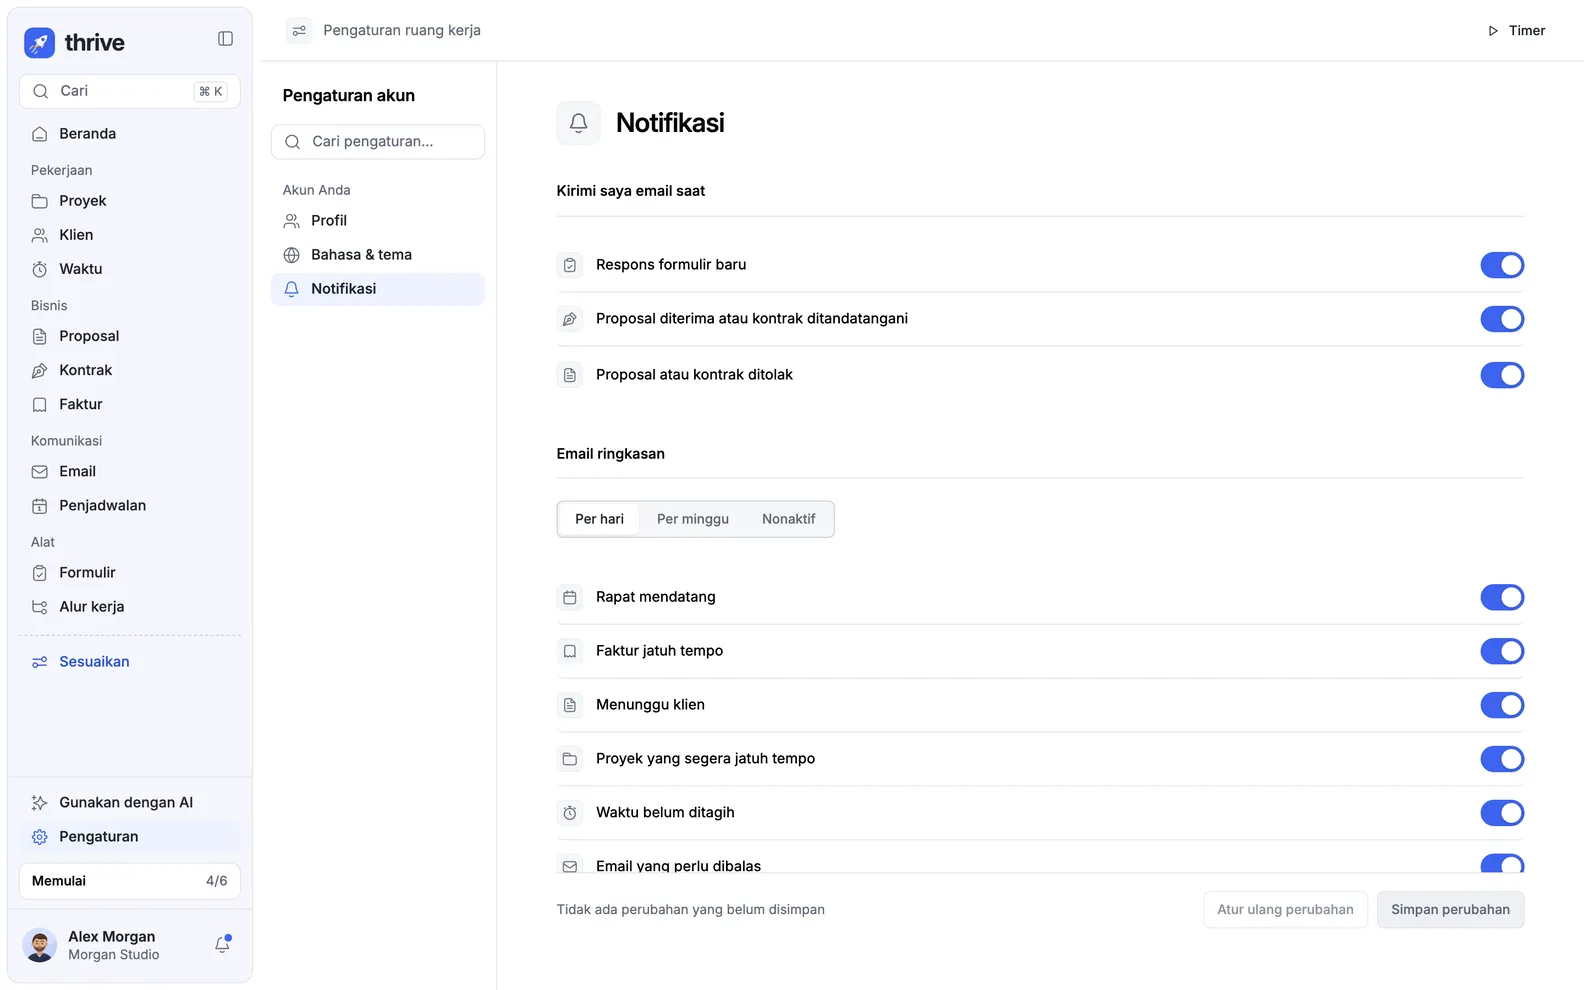 thrive
Cari
⌘ K
Beranda
Pekerjaan
Proyek
Klien
Waktu
Bisnis
Proposal
Kontrak
Faktur
Komunikasi
Email
Penjadwalan
Alat
Formulir
Alur kerja
Sesuaikan
Gunakan dengan AI
Pengaturan
Memulai
4/6
Alex Morgan
Morgan Studio
Pengaturan ruang kerja
Timer
Pengaturan akun
Cari pengaturan...
Akun Anda
Profil
Bahasa & tema
Notifikasi
Notifikasi
Kirimi saya email saat
Respons formulir baru
Proposal diterima atau kontrak ditandatangani
Proposal atau kontrak ditolak
Email ringkasan
Per hari
Per minggu
Nonaktif
Rapat mendatang
Faktur jatuh tempo
Menunggu klien
Proyek yang segera jatuh tempo
Waktu belum ditagih
Email yang perlu dibalas
Tidak ada perubahan yang belum disimpan
Atur ulang perubahan
Simpan perubahan